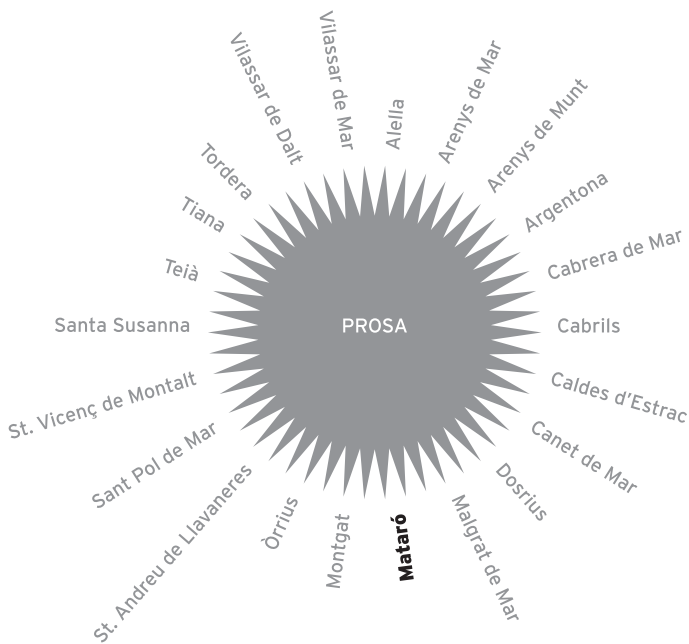 Alella
Arenys de Mar
Arenys de Munt
Argentona
Cabrera de Mar
Cabrils
Caldes d'Estrac
Canet de Mar
Dosrius
Malgrat de Mar
Mataró
Montgat
Òrrius
St. Andreu de Llavaneres
Sant Pol de Mar
St. Vicenç de Montalt
Santa Susanna
Teià
Tiana
Tordera
Vilassar de Dalt
Vilassar de Mar
PROSA